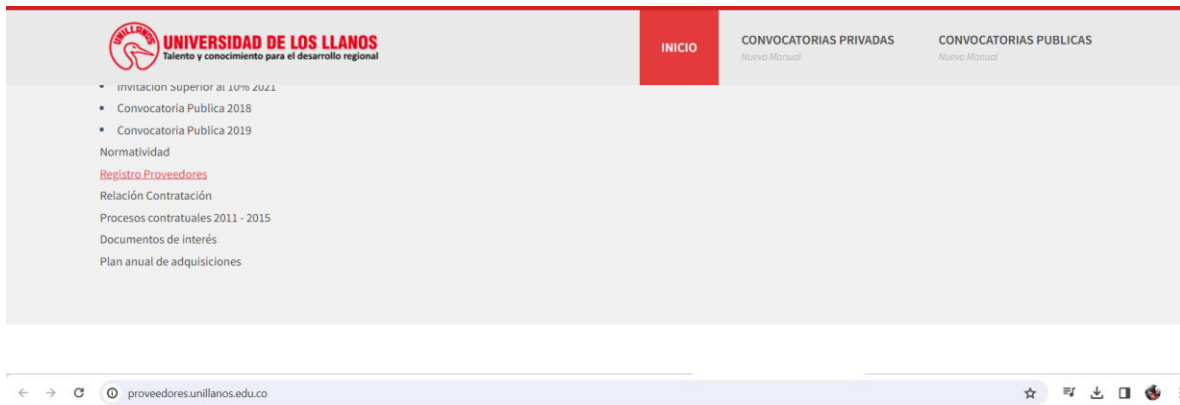 UNILLANOS
UNIVERSIDAD DE LOS LLANOS
Talento y conocimiento para el desarrollo regional
INICIO
CONVOCATORIAS PRIVADAS
Nuevo Manual
CONVOCATORIAS PUBLICAS
Nuevo Manual
Invitación Superior al 10% 2021
Convocatoria Publica 2018
Convocatoria Publica 2019
Normatividad
Registro Proveedores
Relación Contratación
Procesos contratuales 2011 - 2015
Documentos de interés
Plan anual de adquisiciones
proveedores.unillanos.edu.co